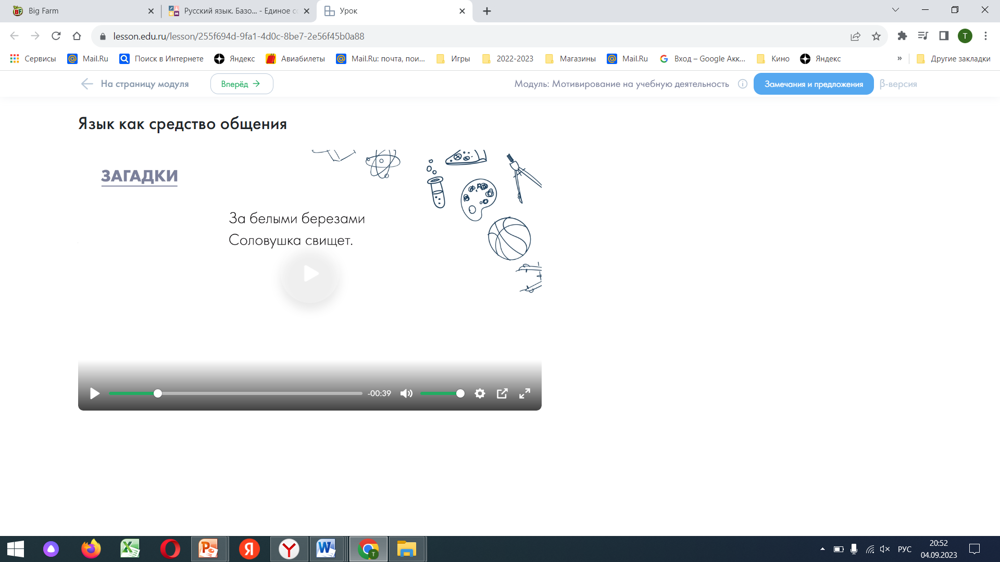 Big Farm
Русский язык. Базо... - Единое со
Урок
lesson.edu.ru/lesson/255f694d-9fa1-4d0c-8be7-2e56f45b0a88
T
Сервисы
Mail.Ru
Поиск в Интернете
Яндекс
Авиабилеты
Mail.Ru: почта, пои...
Игры
2022-2023
Магазины
Mail.Ru
Вход – Google Акк...
Кино
Яндекс
»
Другие закладки
На страницу модуля
Вперёд
Модуль: Мотивирование на учебную деятельность
Замечания и предложения
β-версия
Язык как средство общения
ЗАГАДКИ
За белыми березами
Соловушка свищет.
-00:39
РУС
20:52
04.09.2023